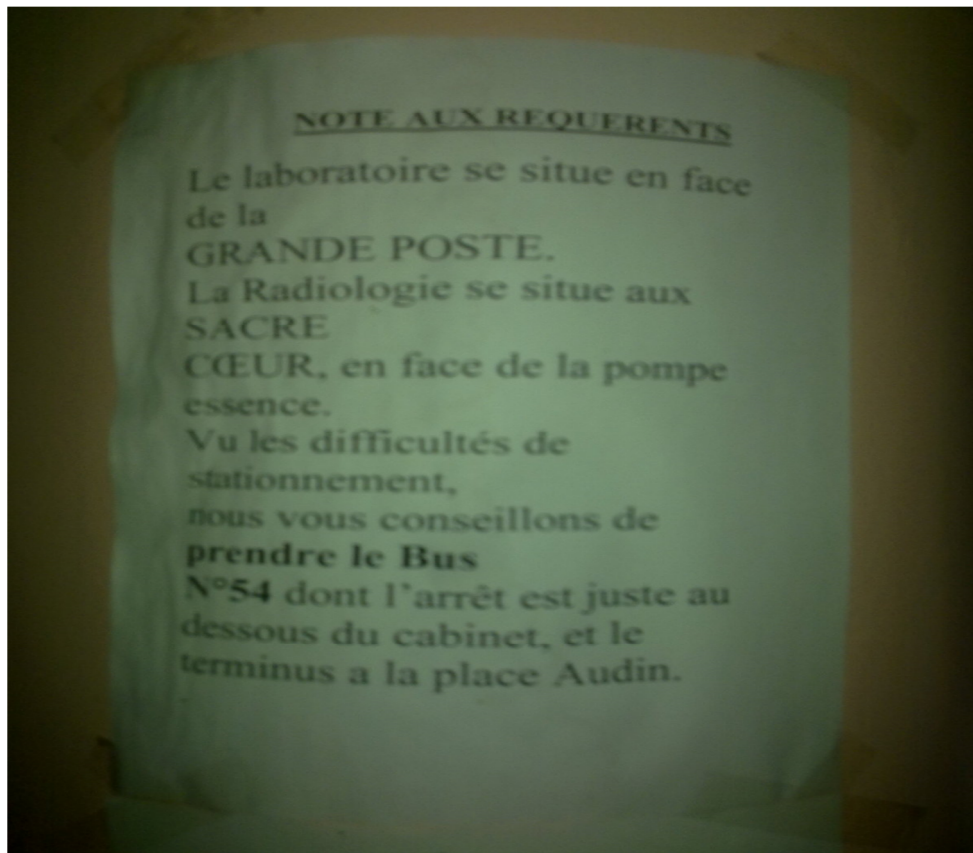 NOTE AUX REQUERENTS
Le laboratoire se situe en face
de la
GRANDE POSTE.
La Radiologie se situe aux
SACRE
CŒUR, en face de la pompe
essence.
Vu les difficultés de
stationnement,
nous vous conseillons de
prendre le Bus
N°54 dont l'arrêt est juste au
dessous du cabinet, et le
terminus a la place Audin.